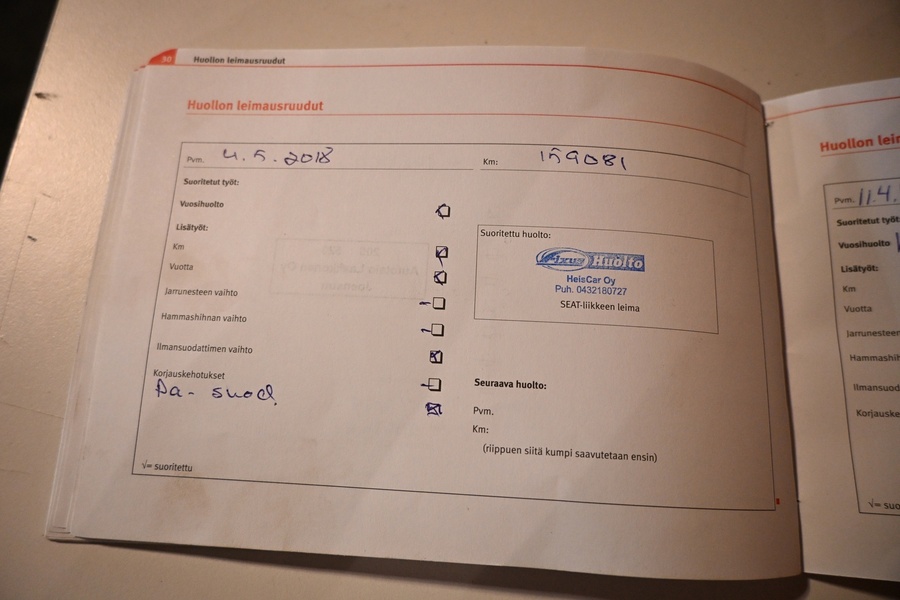 30 Huollon leimausruudut
Huollon leimausruudut
Pvm. 4.5.2018 Km: 159081
Suoritetut työt:
Vuosihuolto
Lisätyöt:
Km
Vuotta
Jarrunesteen vaihto
Hammashihnan vaihto
Ilmansuodattimen vaihto
Korjauskehotukset
Pa- suod.
√= suoritettu
Suoritettu huolto:
Fixus Huolto
HeisCar Oy
Puh. 0432180727
SEAT-liikkeen leima
Seuraava huolto:
Pvm.
Km:
(riippuen siitä kumpi saavutetaan ensin)
Huollon lei
Pvm. 11.4.
Suoritetut työt
Vuosihuolto
Lisätyöt:
Km
Vuotta
Jarrunesteen
Hammashihn
Ilmansuod
Korjauske
√= suo